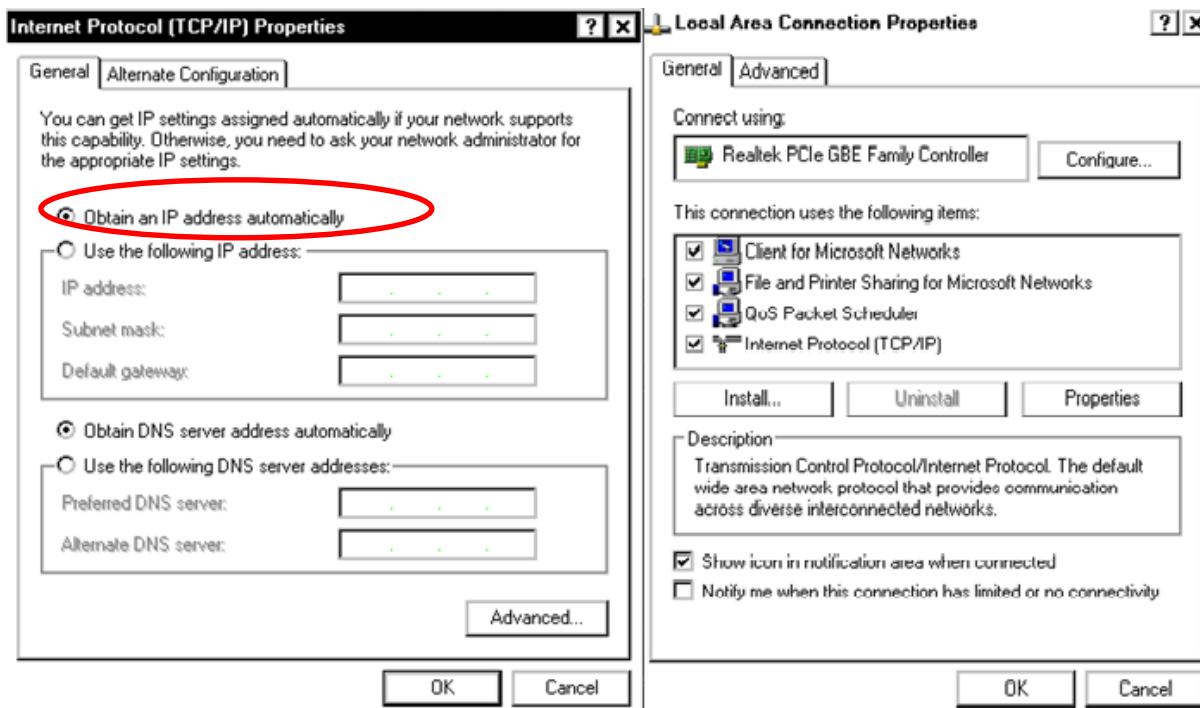 Internet Protocol (TCP/IP) Properties
General
Alternate Configuration
You can get IP settings assigned automatically if your network supports
this capability. Otherwise, you need to ask your network administrator for
the appropriate IP settings.
Obtain an IP address automatically
Use the following IP address:
IP address:
Subnet mask:
Default gateway:
Obtain DNS server address automatically
Use the following DNS server addresses:
Preferred DNS server:
Alternate DNS server:
Advanced...
OK
Cancel
Local Area Connection Properties
General
Advanced
Connect using:
Realtek PCIe GBE Family Controller
Configure...
This connection uses the following items:
Client for Microsoft Networks
File and Printer Sharing for Microsoft Networks
QoS Packet Scheduler
Internet Protocol (TCP/IP)
Install...
Uninstall
Properties
Description
Transmission Control Protocol/Internet Protocol. The default
wide area network protocol that provides communication
across diverse interconnected networks.
Show icon in notification area when connected
Notify me when this connection has limited or no connectivity
OK
Cancel